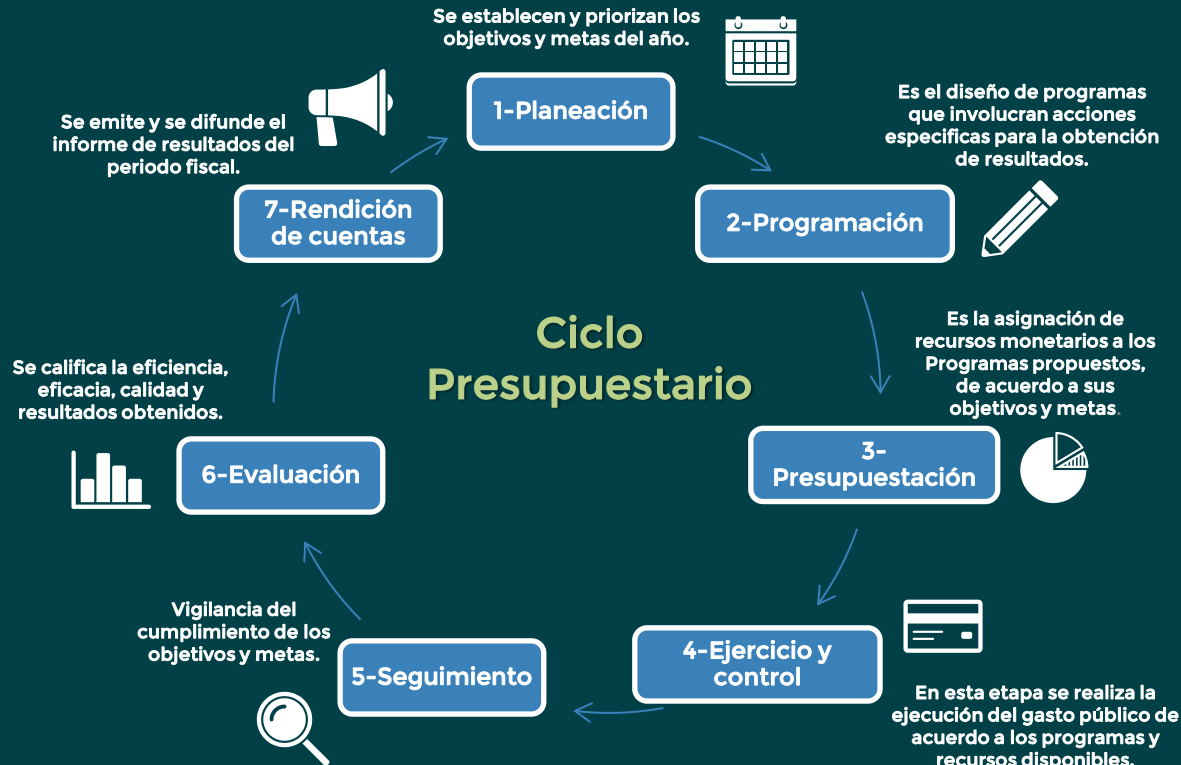 Se establecen y priorizan los
objetivos y metas del año.
1-Planeación
Es el diseño de programas
que involucran acciones
especificas para la obtención
de resultados.
2-Programación
Es la asignación de
recursos monetarios a los
Programas propuestos,
de acuerdo a sus
objetivos y metas.
3-
Presupuestación
4-Ejercicio y
control
En esta etapa se realiza la
ejecución del gasto público de
acuerdo a los programas y
recursos disponibles.
5-Seguimiento
Vigilancia del
cumplimiento de los
objetivos y metas.
6-Evaluación
Se califica la eficiencia,
eficacia, calidad y
resultados obtenidos.
7-Rendición
de cuentas
Se emite y se difunde el
informe de resultados del
periodo fiscal.
Ciclo
Presupuestario